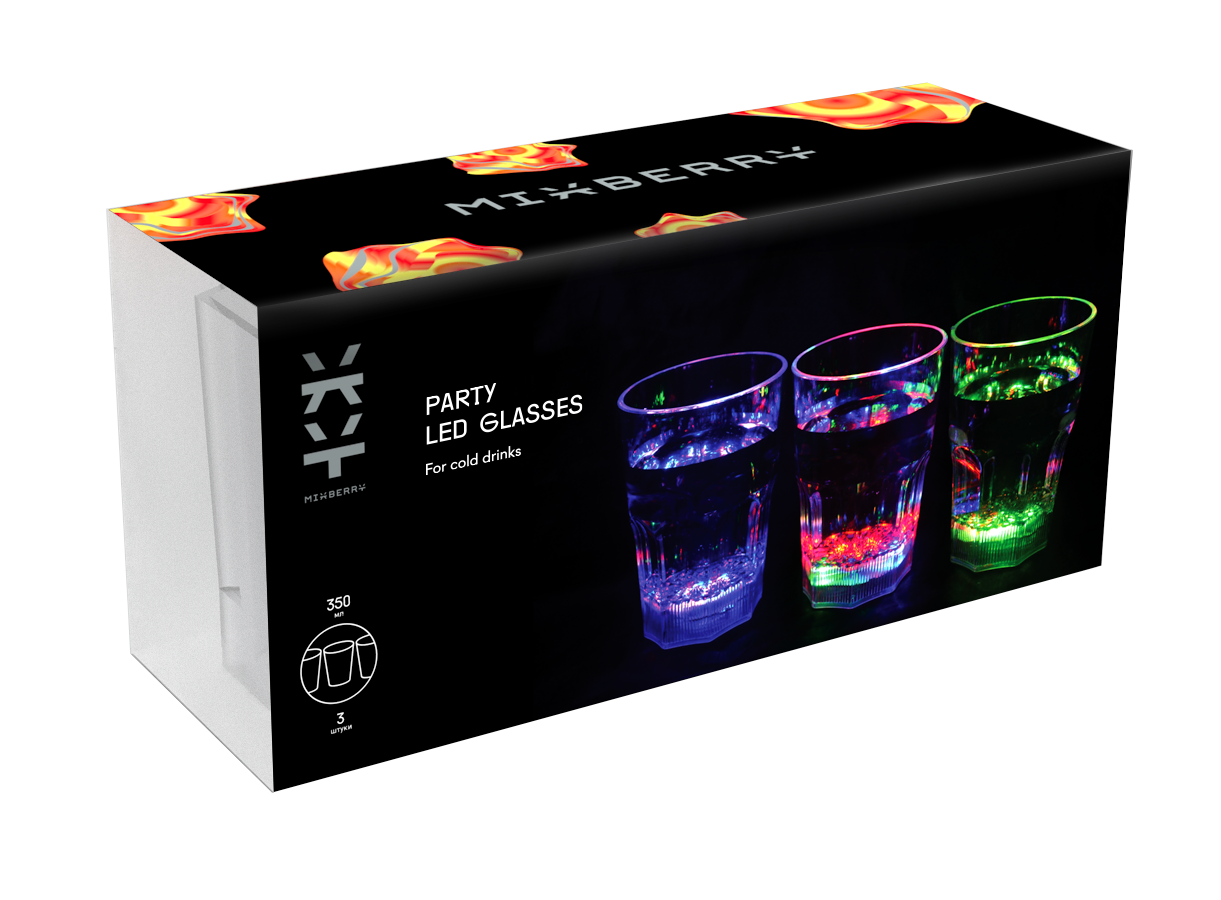 MIXBERRY
MIXBERRY
PARTY
LED GLASSES
For cold drinks
350
мл
3
штуки